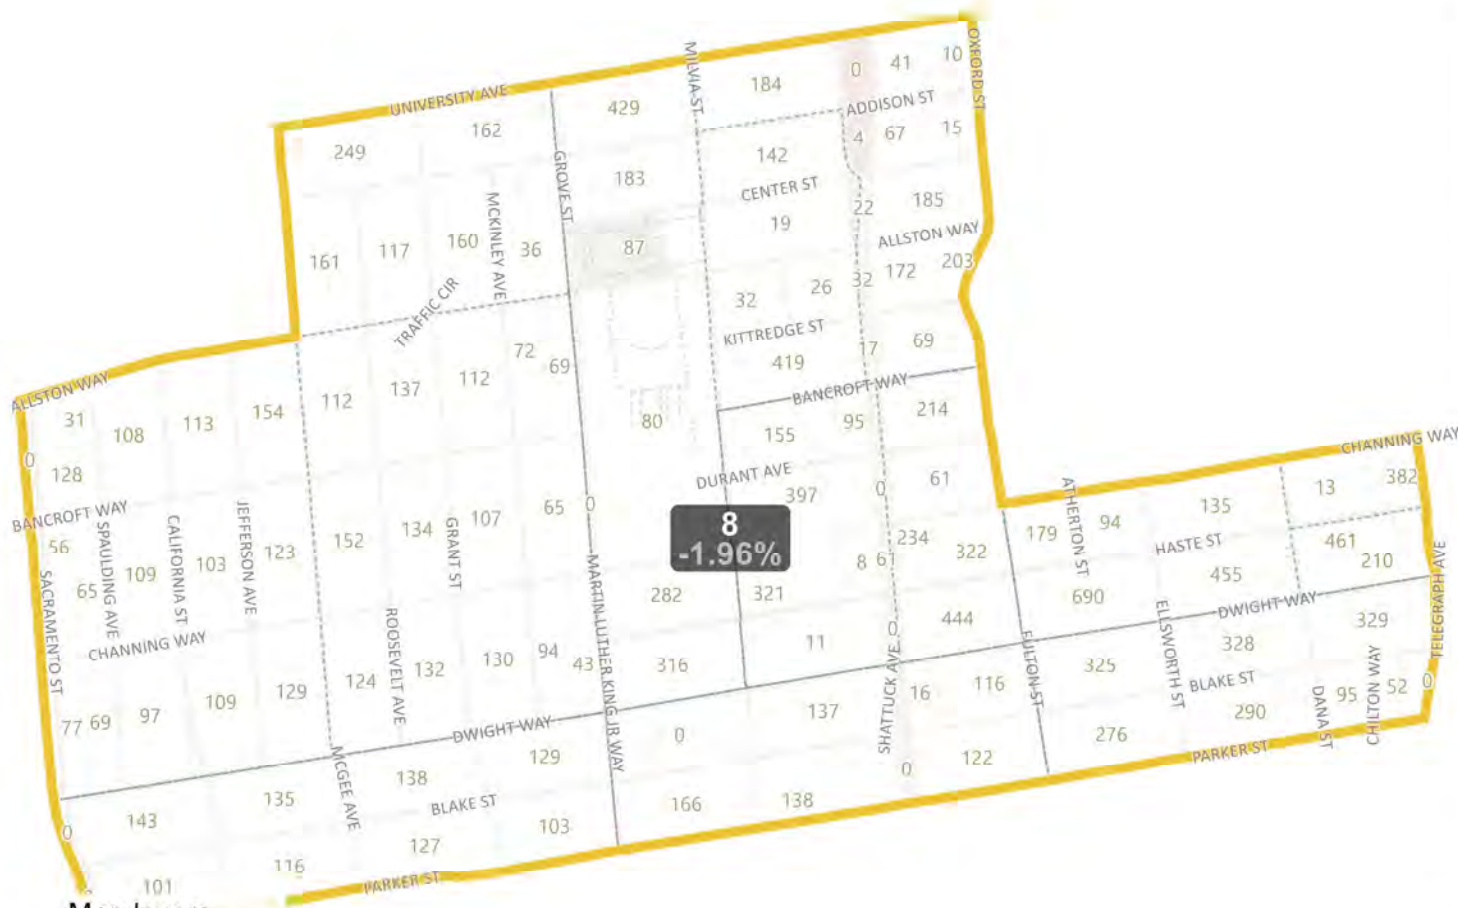 MILVIA ST
OXFORD ST
10
41
0
184
UNIVERSITY AVE
429
ADDISON ST
162
249
4
67
15
142
GROVE ST
183
CENTER ST
MCKINLEY AVE
19
22
185
ALLSTON WAY
161
117
160
36
87
32
172
203
32
26
TRAFFIC CIR
KITTREDGE ST
72
69
419
17
69
BANCROFT WAY
ALLSTON WAY
31
108
113
154
112
137
112
80
155
95
214
CHANNING WAY
0
128
DURANT AVE
397
0
61
ATHERTON ST
135
13
382
BANCROFT WAY
56
SPAULDING AVE
CALIFORNIA ST
JEFFERSON AVE
123
152
134
GRANT ST
107
65
0
8
-1.96%
234
322
179
94
HASTE ST
461
210
65
109
103
8
6
SACRAMENTO ST
MARTIN LUTHER KING JR WAY
282
321
690
455
DWIGHT WAY
TELEGRAPH AVE
CHANNING WAY
ROOSEVELT AVE
11
0
444
FULTON ST
ELLSWORTH ST
328
329
77
69
97
109
129
124
132
130
94
43
316
SHATTUCK AVE
16
116
325
BLAKE ST
DANA ST
95
CHILTON WAY
52
0
DWIGHT WAY
0
137
290
MCGEE AVE
138
129
122
276
PARKER ST
0
143
135
BLAKE ST
166
138
0
116
127
103
101
PARKER ST